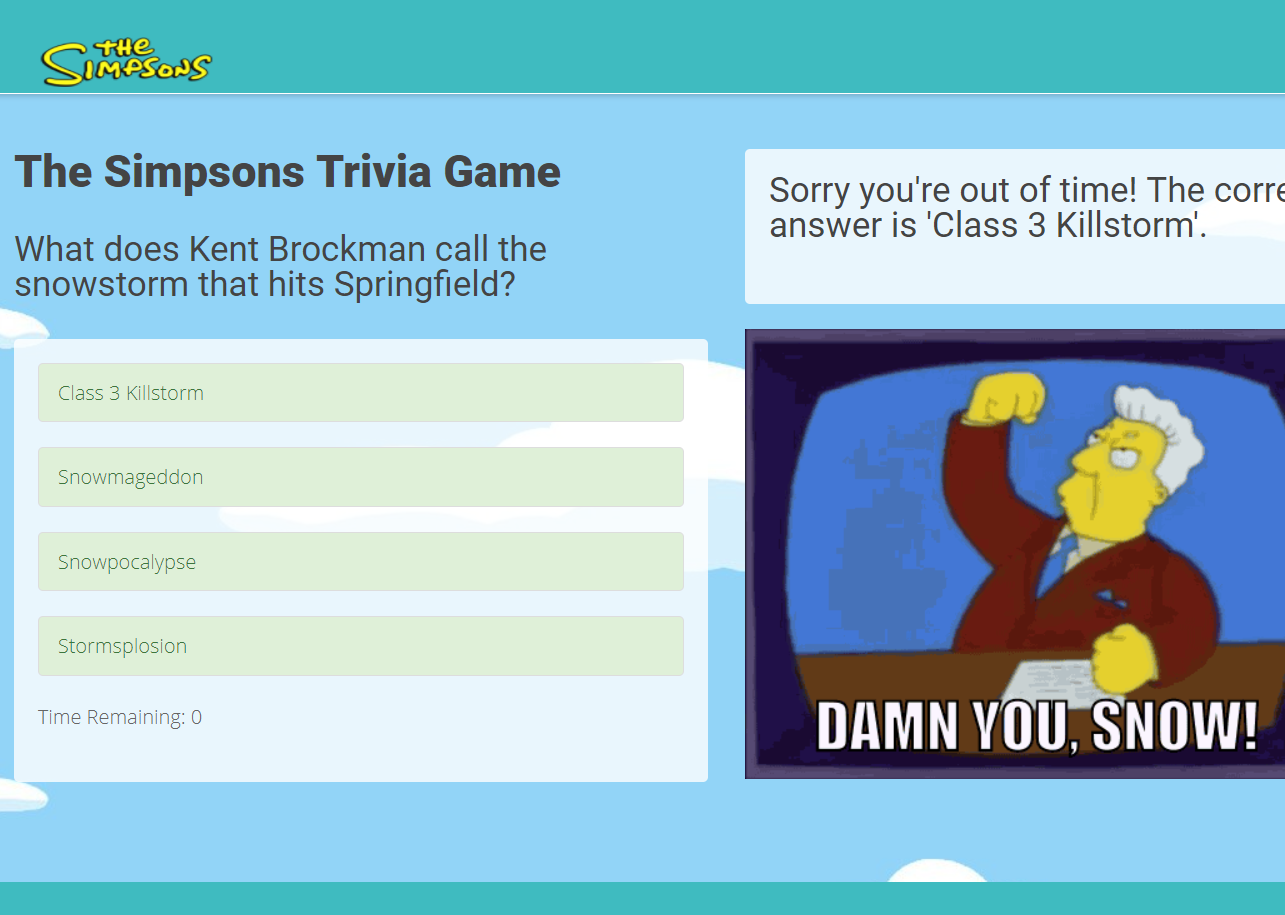 THE
SIMPSONS
The Simpsons Trivia Game
What does Kent Brockman call the
snowstorm that hits Springfield?
Class 3 Killstorm
Snowmageddon
Snowpocalypse
Stormsplosion
Time Remaining: 0
Sorry you're out of time! The corre
answer is 'Class 3 Killstorm'.
DAMN YOU, SNOW!